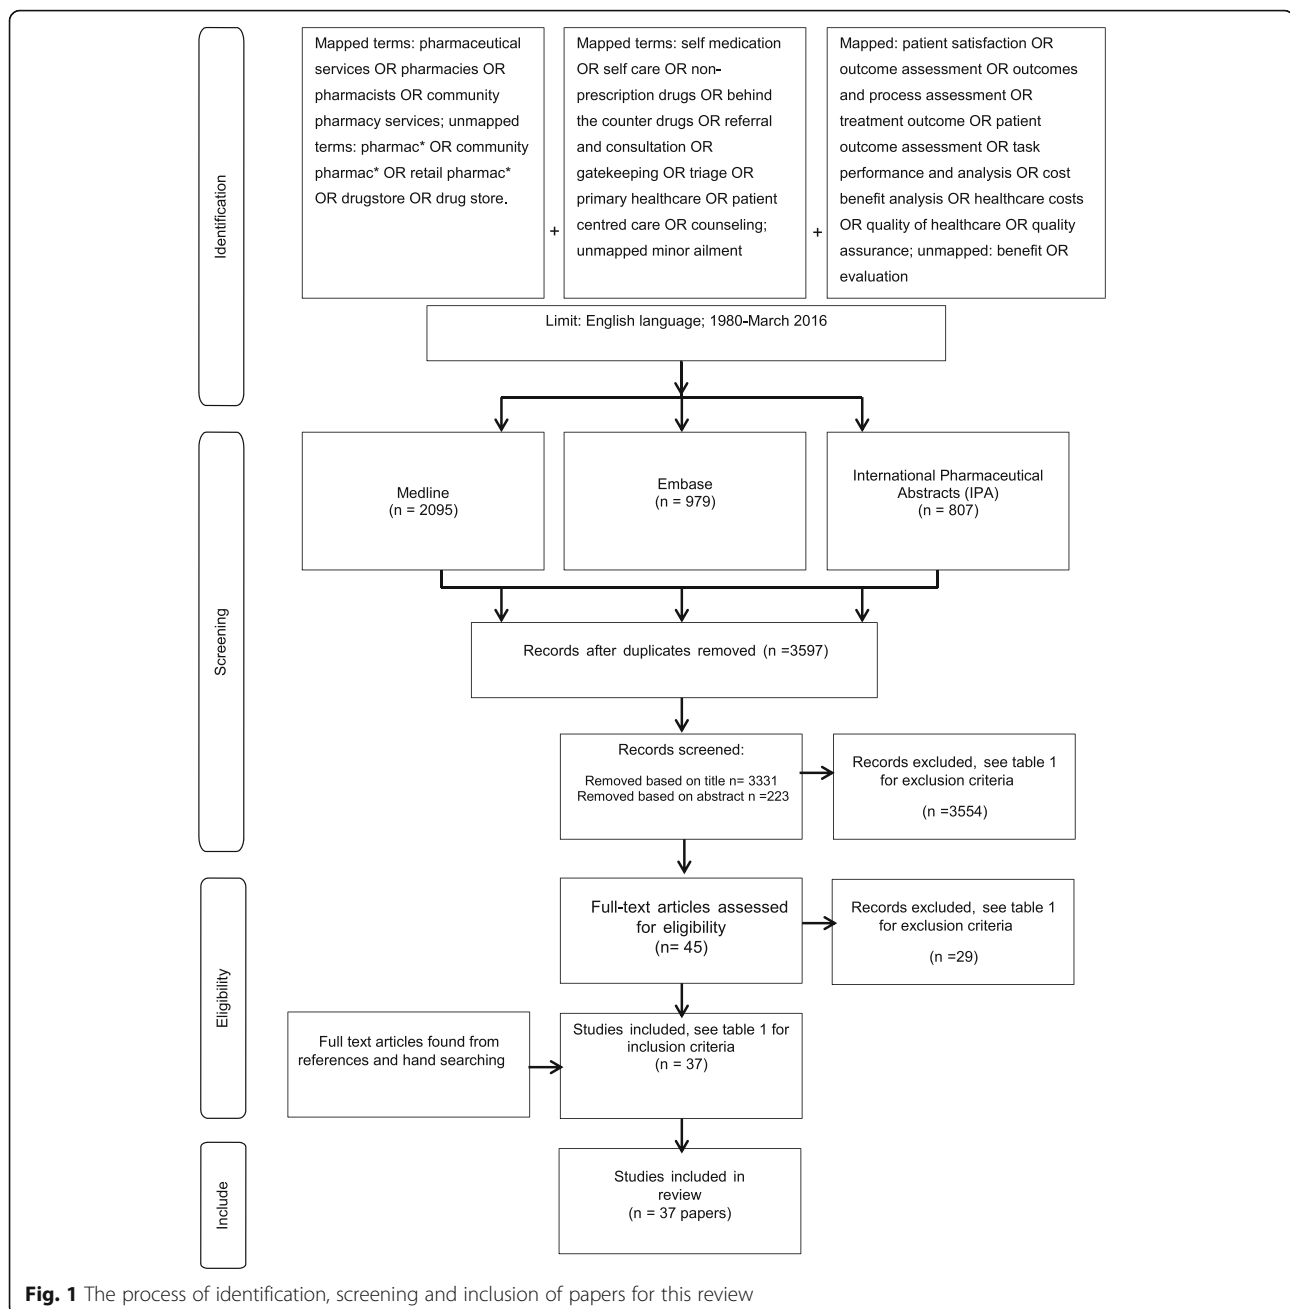 Identification
Mapped terms: pharmaceutical
services OR pharmacies OR
pharmacists OR community
pharmacy services; unmapped
terms: pharmac* OR community
pharmac* OR retail pharmac*
OR drugstore OR drug store.
+
Mapped terms: self medication
OR self care OR non-
prescription drugs OR behind
the counter drugs OR referral
and consultation OR
gatekeeping OR triage OR
primary healthcare OR patient
centred care OR counseling;
unmapped minor ailment
+
Mapped: patient satisfaction OR
outcome assessment OR outcomes
and process assessment OR
treatment outcome OR patient
outcome assessment OR task
performance and analysis OR cost
benefit analysis OR healthcare costs
OR quality of healthcare OR quality
assurance; unmapped: benefit OR
evaluation
Limit: English language; 1980-March 2016
Screening
Medline
(n = 2095)
Embase
(n = 979)
International Pharmaceutical
Abstracts (IPA)
(n = 807)
Records after duplicates removed (n =3597)
Records screened:
Removed based on title n= 3331
Removed based on abstract n =223
Records excluded, see table 1
for exclusion criteria
(n =3554)
Eligibility
Full-text articles assessed
for eligibility
(n= 45)
Records excluded, see table 1
for exclusion criteria
(n =29)
Full text articles found from
references and hand searching
Studies included, see table 1 for
inclusion criteria
(n = 37)
Include
Studies included in
review
(n = 37 papers)
Fig. 1 The process of identification, screening and inclusion of papers for this review